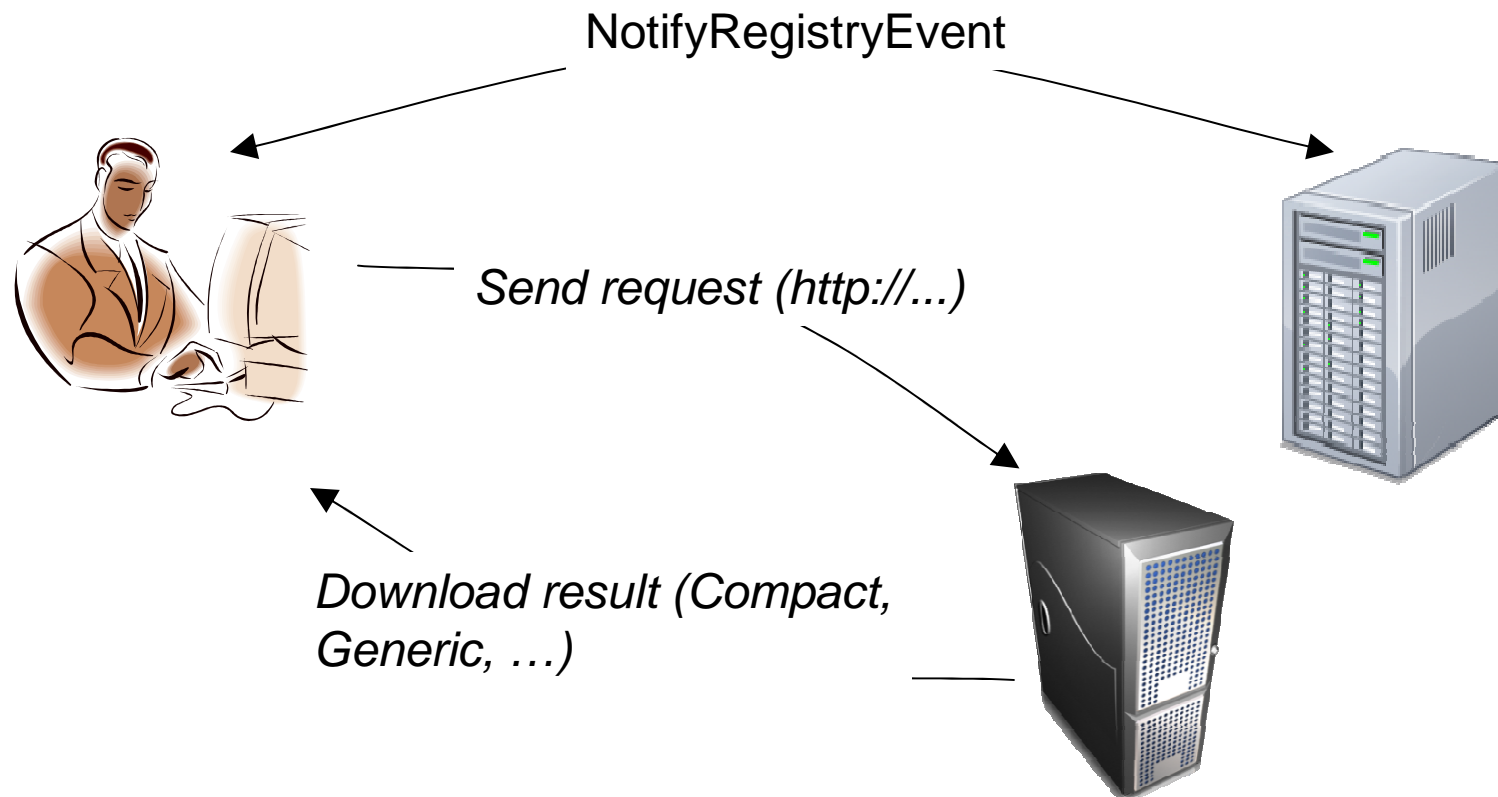 NotifyRegistryEvent
Send request (http://...)
Download result (Compact,
Generic, …)